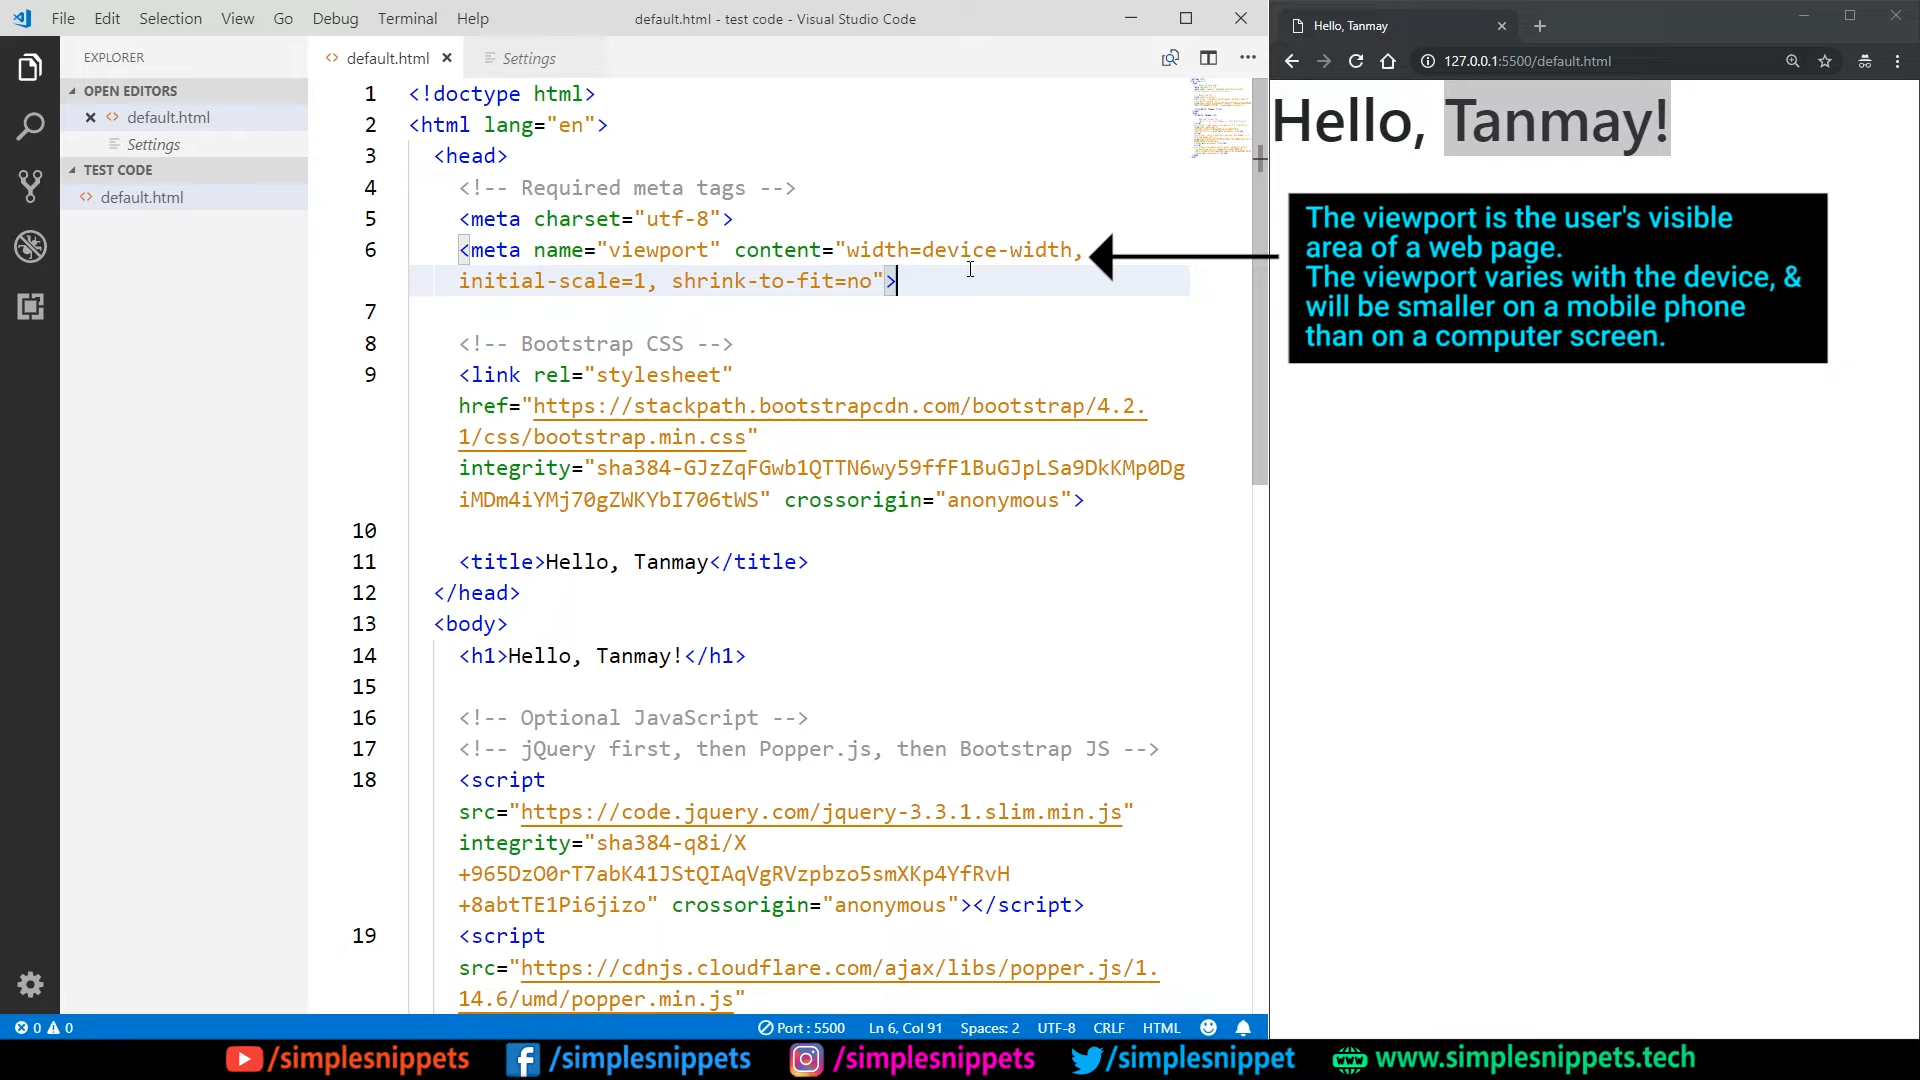 File Edit Selection View Go Debug Terminal Help
default.html - test code - Visual Studio Code
EXPLORER
OPEN EDITORS
default.html
Settings
TEST CODE
default.html
default.html
Settings
1 <!doctype html>
2 <html lang="en">
3 <head>
4 <!-- Required meta tags -->
5 <meta charset="utf-8">
6 <meta name="viewport" content="width=device-width,
initial-scale=1, shrink-to-fit=no">
7
8 <!-- Bootstrap CSS -->
9 <link rel="stylesheet"
href="https://stackpath.bootstrapcdn.com/bootstrap/4.2.
1/css/bootstrap.min.css"
integrity="sha384-GJzZqFGwb1QTTN6wy59ffF1BuGJpLSa9DkKMp0Dg
iMDm4iYMj70gZWKYbI706tWS" crossorigin="anonymous">
10
11 <title>Hello, Tanmay</title>
12 </head>
13 <body>
14 <h1>Hello, Tanmay!</h1>
15
16 <!-- Optional JavaScript -->
17 <!-- jQuery first, then Popper.js, then Bootstrap JS -->
18 <script
src="https://code.jquery.com/jquery-3.3.1.slim.min.js"
integrity="sha384-q8i/X
+965DzO0rT7abK41JStQIAqVgRVzpbzo5smXKp4YfRvH
+8abtTE1Pi6jizo" crossorigin="anonymous"></script>
19 <script
src="https://cdnjs.cloudflare.com/ajax/libs/popper.js/1.
14.6/umd/popper.min.js"
0 0
Port : 5500 Ln 6, Col 91 Spaces: 2 UTF-8 CRLF HTML
Hello, Tanmay
127.0.0.1:5500/default.html
Hello, Tanmay!
The viewport is the user's visible
area of a web page.
The viewport varies with the device, &
will be smaller on a mobile phone
than on a computer screen.
/simplesnippets /simplesnippets /simplesnippets /simplesnippet www.simplesnippets.tech